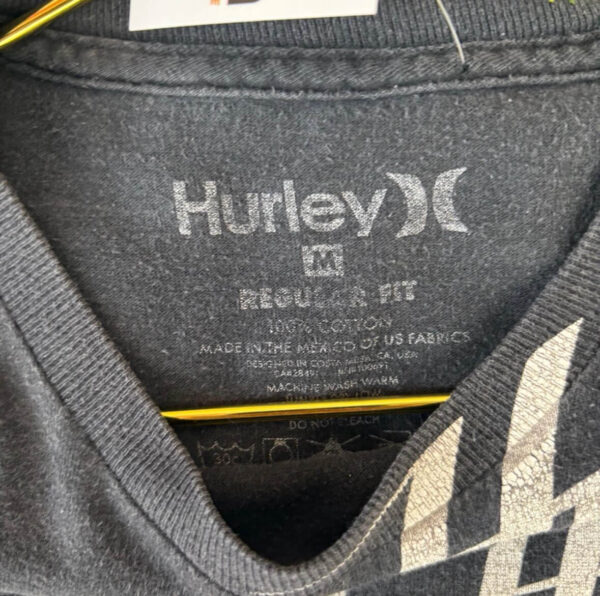 Hurley
M
REGULAR FIT
100% COTTON
MADE IN THE MEXICO OF US FABRICS
DESIGNED IN COSTA MESA, CA, USA
MACHINE WASH WARM
DO NOT BLEACH
30°